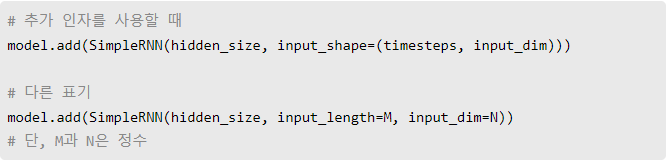 # 추가 인자를 사용할 때
model.add(SimpleRNN(hidden_size, input_shape=(timesteps, input_dim)))
# 다른 표기
model.add(SimpleRNN(hidden_size, input_length=M, input_dim=N))
# 단, M과 N은 정수